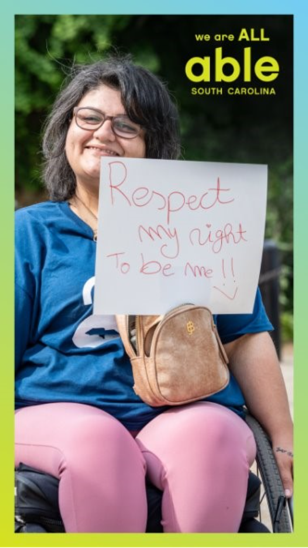 we are ALL
able
SOUTH CAROLINA
Respect
my right
To be me !!